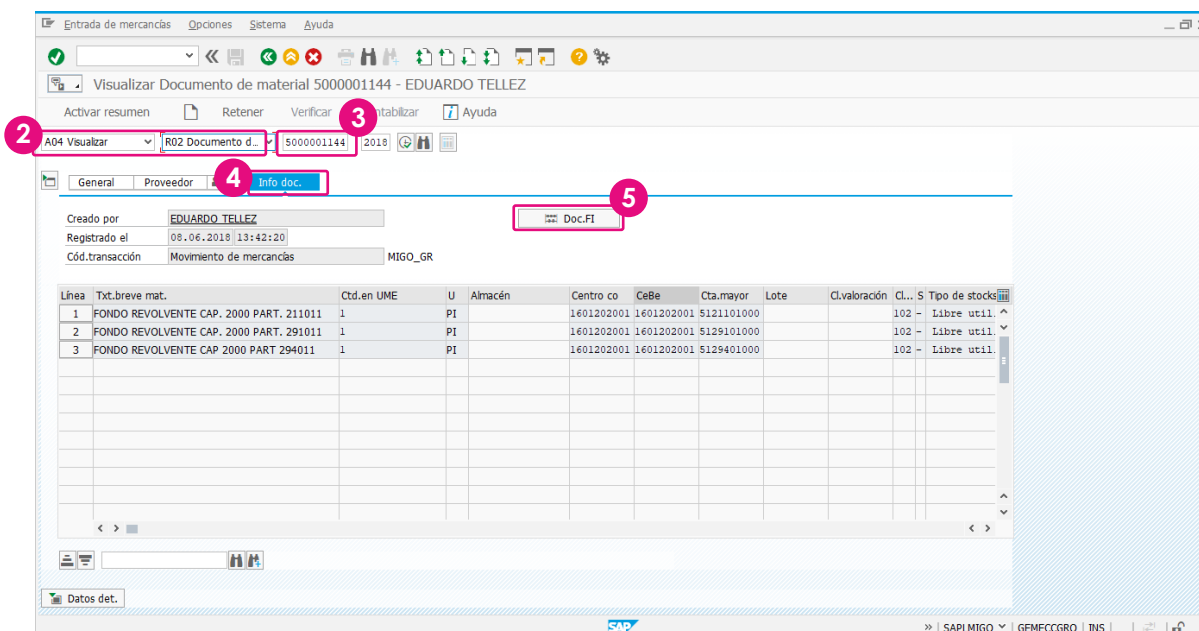 Entrada de mercancías Opciones Sistema Ayuda
Visualizar Documento de material 5000001144 - EDUARDO TELLEZ
Activar resumen Retener Verificar ntabilizar Ayuda
3
2 A04 Visualizar R02 Documento d... 5000001144 2018
4
General Proveedor Info doc.
5
Creado por EDUARDO TELLEZ Doc.FI
Registrado el 08.06.2018 13:42:20
Cód.transacción Movimiento de mercancías MIGO_GR
Línea Txt.breve mat. Ctd.en UME U Almacén Centro co CeBe Cta.mayor Lote Cl.valoración Cl... S Tipo de stocks
1 FONDO REVOLVENTE CAP. 2000 PART. 211011 1 PI 1601202001 1601202001 5121101000 102 - Libre util.
2 FONDO REVOLVENTE CAP. 2000 PART. 291011 1 PI 1601202001 1601202001 5129101000 102 - Libre util.
3 FONDO REVOLVENTE CAP 2000 PART 294011 1 PI 1601202001 1601202001 5129401000 102 - Libre util.
Datos det.
SAP
» SAPLMIGO GEMECCGRO INS